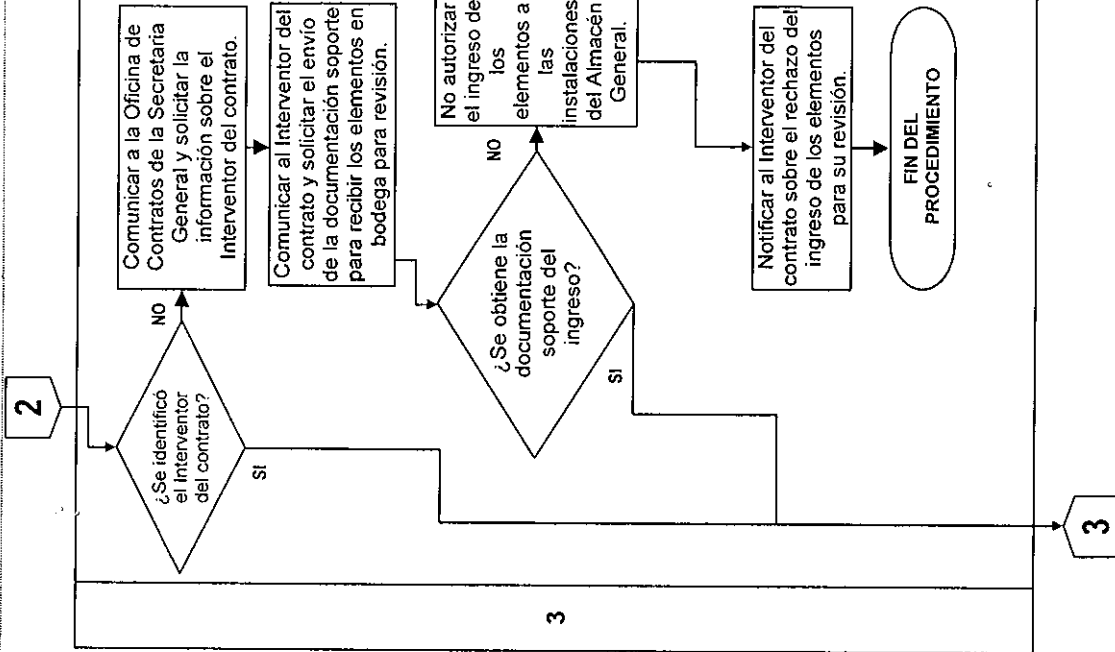 2
¿Se identificó
el Interventor
del contrato?
NO
SI
Comunicar a la Oficina de
Contratos de la Secretaria
General y solicitar la
información sobre el
Interventor del contrato.
Comunicar al Interventor del
contrato y solicitar el envío
de la documentación soporte
para recibir los elementos en
bodega para revisión.
¿Se obtiene la
documentación
soporte del
ingreso?
NO
SI
No autorizar
el ingreso de
los
elementos a
las
instalaciones
del Almacén
General.
Notificar al Interventor del
contrato sobre el rechazo del
ingreso de los elementos
para su revisión.
FIN DEL
PROCEDIMIENTO
3
3